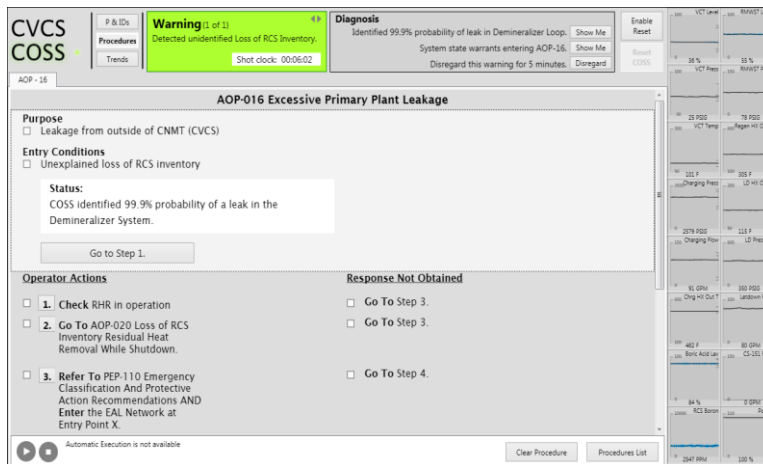 CVCS
COSS
P & IDs
Procedures
Trends
Warning (1 of 1)
Detected unidentified Loss of RCS Inventory.
Shot clock: 00:06:02
Diagnosis
Identified 99.9% probability of leak in Demineralizer Loop. Show Me
System state warrants entering AOP-16. Show Me
Disregard this warning for 5 minutes. Disregard
Enable
Reset
Reset
COSS
AOP - 16
AOP-016 Excessive Primary Plant Leakage
Purpose
Leakage from outside of CNMT (CVCS)
Entry Conditions
Unexplained loss of RCS inventory
Status:
COSS identified 99.9% probability of a leak in the
Demineralizer System.
Go to Step 1.
Operator Actions
Response Not Obtained
1. Check RHR in operation
Go To Step 3.
2. Go To AOP-020 Loss of RCS
Inventory Residual Heat
Removal While Shutdown.
Go To Step 3.
3. Refer To PEP-110 Emergency
Classification And Protective
Action Recommendations AND
Enter the EAL Network at
Entry Point X.
Go To Step 4.
Automatic Execution is not available
Clear Procedure
Procedures List
VCT Level
RMWST L
36 %
55 %
VCT Press
RMWST P
25 PSIG
78 PSIG
VCT Temp
Regen HX O
101 F
305 F
Charging Press
LD HX O
2579 PSIG
115 F
Charging Flow
LD Pres
91 GPM
350 PSIG
Chrg HX Out T
Letdown
482 F
80 GPM
Boric Acid Lev
CS-151
94 %
0 GPM
RCS Boron
2547 PPM
100 %